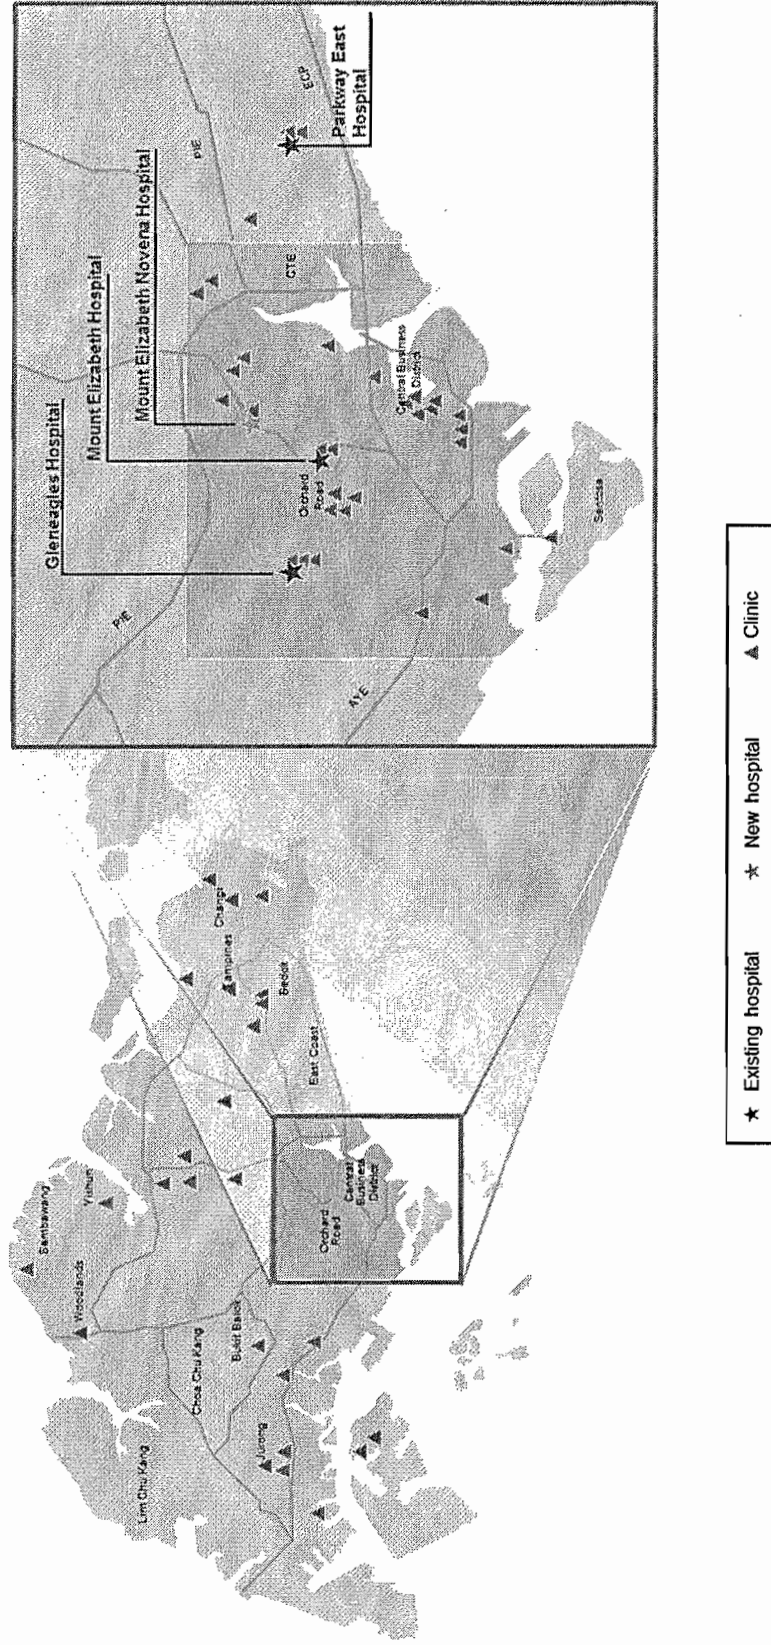 Gleneagles Hospital
Mount Elizabeth Hospital
Mount Elizabeth Novena Hospital
Parkway East
Hospital
PIE
PIE
ECP
CTE
AYE
Orchard
Road
Central Business
District
Sentosa
Sembawang
Yishun
Woodlands
Lim Chu Kang
Choa Chu Kang
Bukit Batok
Jurong
Changi
Tampines
Bedok
East Coast
Orchard
Road
Central
Business
District
★ Existing hospital
★ New hospital
▲ Clinic